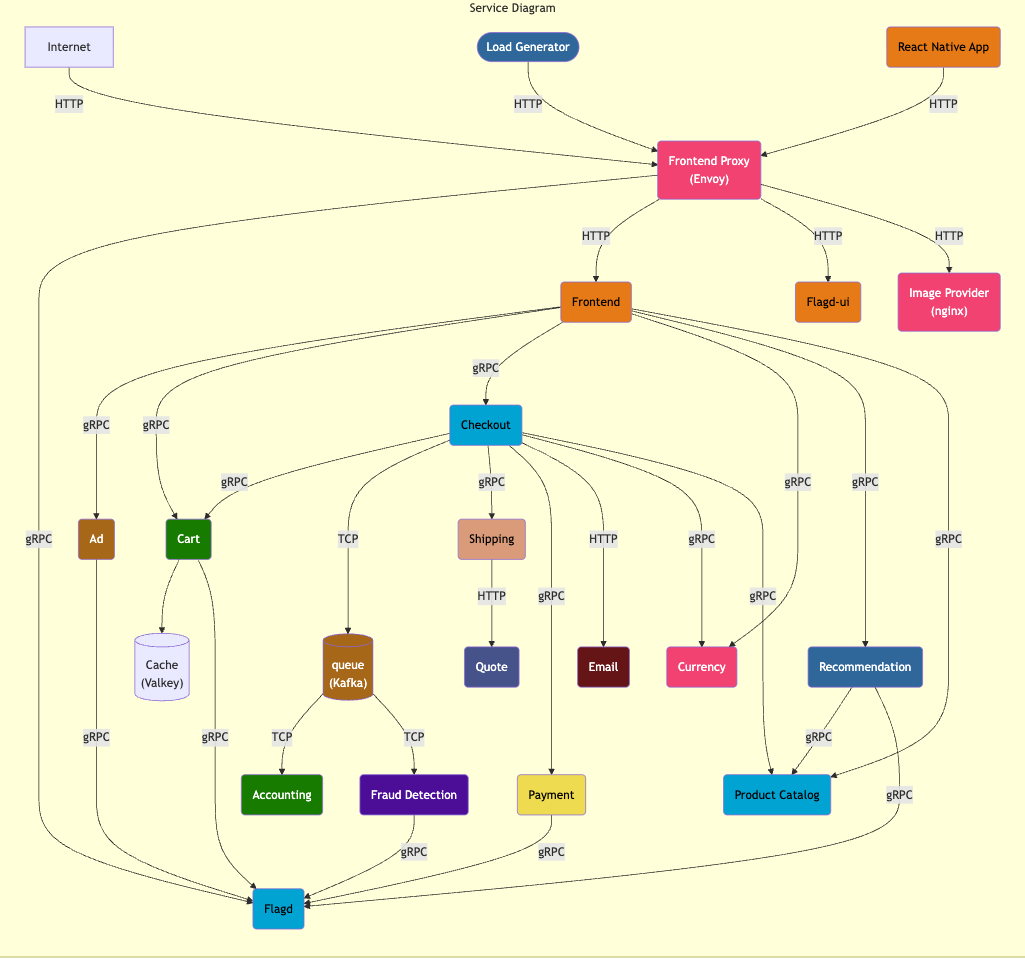 Service Diagram
Internet
Load Generator
React Native App
HTTP
HTTP
HTTP
Frontend Proxy
(Envoy)
HTTP
HTTP
HTTP
Frontend
Flagd-ui
Image Provider
(nginx)
gRPC
gRPC
gRPC
Checkout
gRPC
gRPC
gRPC
gRPC
gRPC
TCP
gRPC
HTTP
gRPC
gRPC
Ad
Cart
Shipping
HTTP
gRPC
gRPC
Cache
(Valkey)
queue
(Kafka)
Quote
Email
Currency
Recommendation
gRPC
gRPC
TCP
TCP
gRPC
Accounting
Fraud Detection
Payment
Product Catalog
gRPC
gRPC
gRPC
Flagd